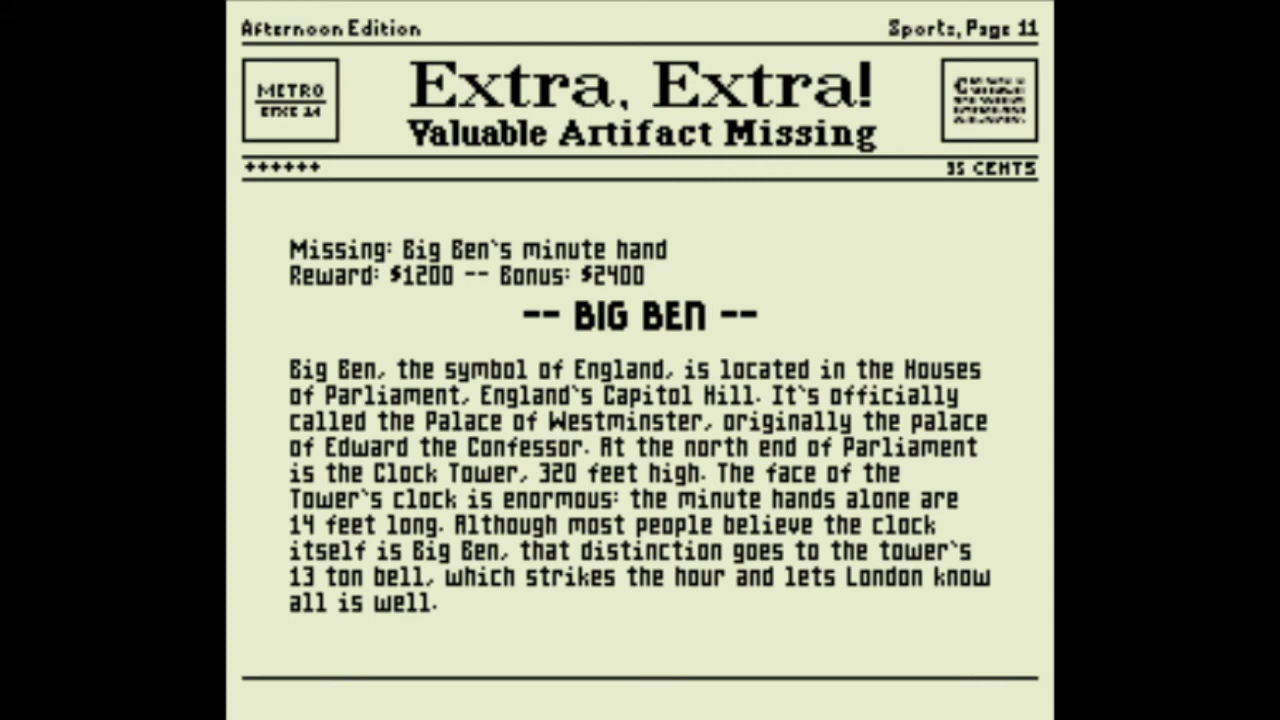 Afternoon Edition
Sports, Page 11
METRO
Extra, Extra!
Valuable Artifact Missing
++++++
35 CENTS
Missing: Big Ben's minute hand
Reward: $1200 -- Bonus: $2400
-- BIG BEN --
Big Ben, the symbol of England, is located in the Houses
of Parliament, England's Capitol Hill. It's officially
called the Palace of Westminster, originally the palace
of Edward the Confessor. At the north end of Parliament
is the Clock Tower, 320 feet high. The face of the
Tower's clock is enormous: the minute hands alone are
14 feet long. Although most people believe the clock
itself is Big Ben, that distinction goes to the tower's
13 ton bell, which strikes the hour and lets London know
all is well.